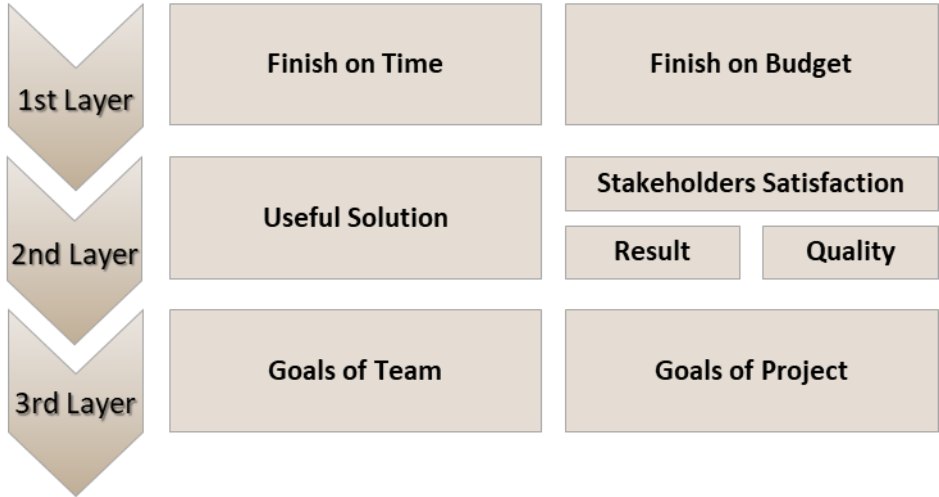 1st Layer
Finish on Time
Finish on Budget
2nd Layer
Useful Solution
Stakeholders Satisfaction
Result
Quality
3rd Layer
Goals of Team
Goals of Project